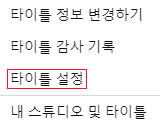 타이틀 정보 변경하기
타이틀 감사 기록
타이틀 설정
내 스튜디오 및 타이틀